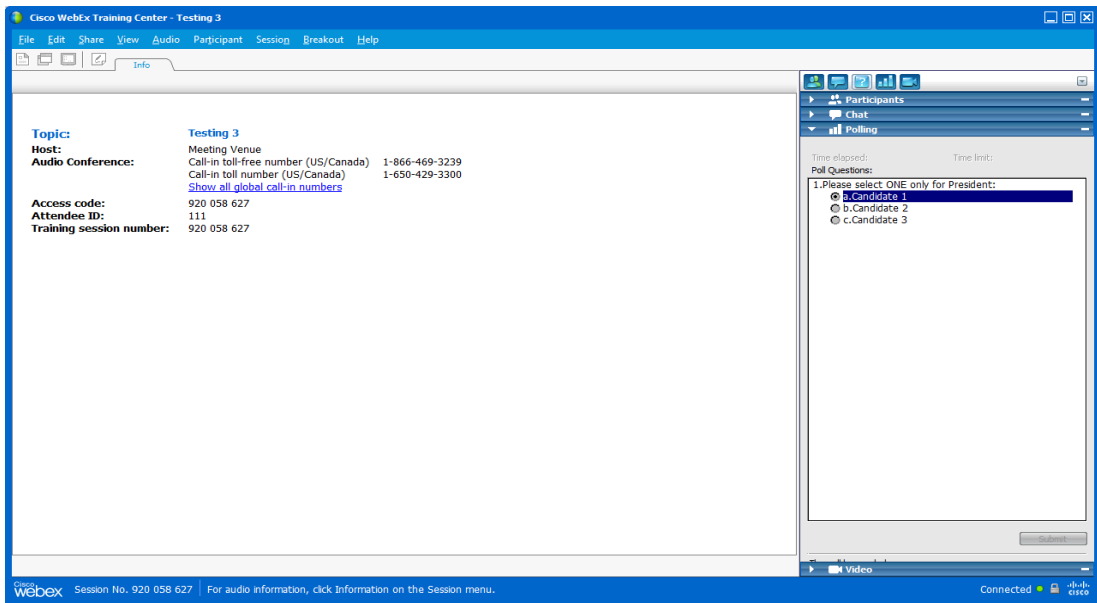 Cisco WebEx Training Center - Testing 3
File Edit Share View Audio Participant Session Breakout Help
Info
Participants
Chat
Polling
Topic: Testing 3
Host: Meeting Venue
Audio Conference: Call-in toll-free number (US/Canada) 1-866-469-3239
Call-in toll number (US/Canada) 1-650-429-3300
Show all global call-in numbers
Access code: 920 058 627
Attendee ID: 111
Training session number: 920 058 627
Time elapsed: Time limit:
Poll Questions:
1.Please select ONE only for President:
a.Candidate 1
b.Candidate 2
c.Candidate 3
Submit
Video
Cisco webex Session No. 920 058 627 For audio information, click Information on the Session menu. Connected CISCO